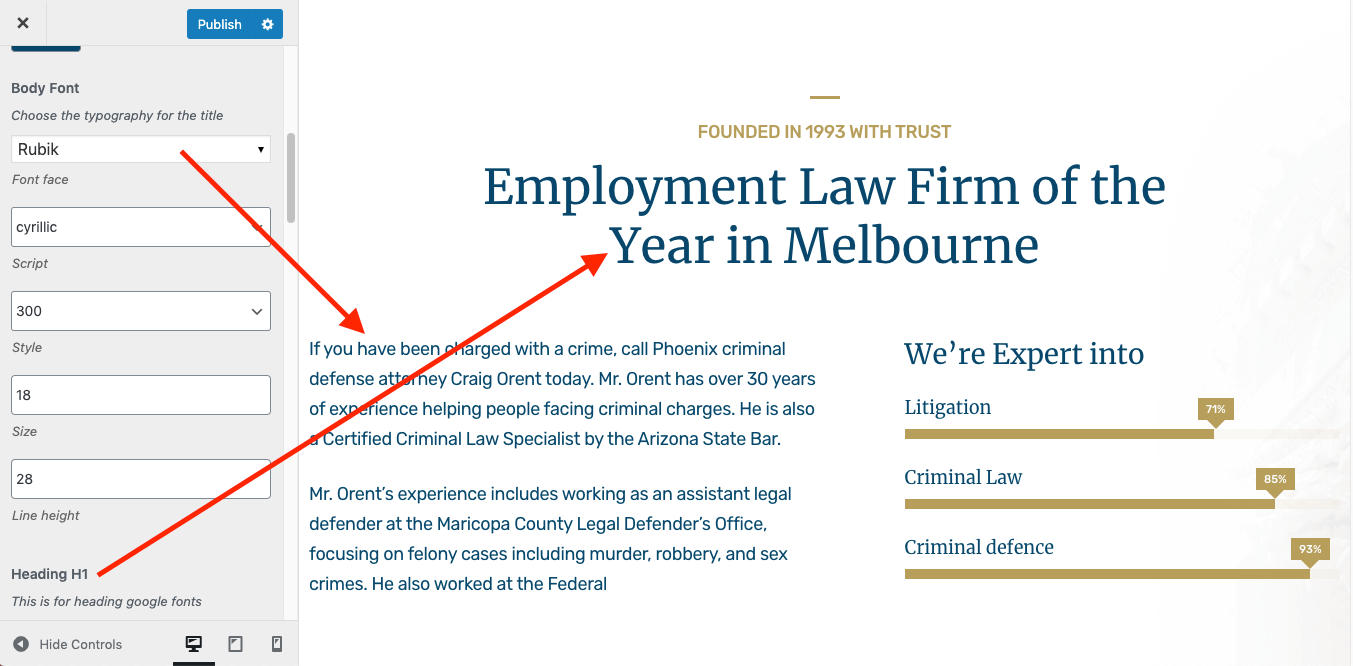 Publish
Body Font
Choose the typography for the title
Rubik
Font face
cyrillic
Script
300
Style
18
Size
28
Line height
Heading H1
This is for heading google fonts
Hide Controls
FOUNDED IN 1993 WITH TRUST
Employment Law Firm of the
Year in Melbourne
If you have been charged with a crime, call Phoenix criminal
defense attorney Craig Orent today. Mr. Orent has over 30 years
of experience helping people facing criminal charges. He is also
a Certified Criminal Law Specialist by the Arizona State Bar.
Mr. Orent’s experience includes working as an assistant legal
defender at the Maricopa County Legal Defender’s Office,
focusing on felony cases including murder, robbery, and sex
crimes. He also worked at the Federal
We’re Expert into
Litigation
71%
Criminal Law
85%
Criminal defence
93%